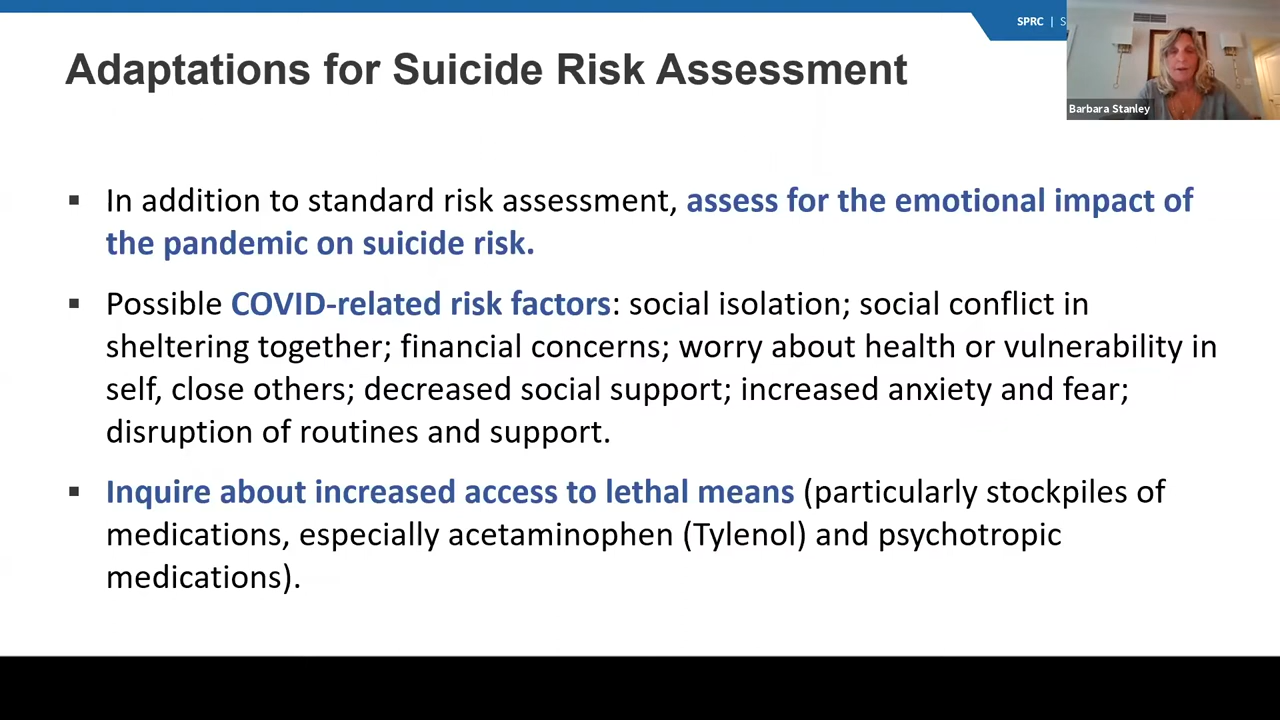 SPRC | S
Barbara Stanley
Adaptations for Suicide Risk Assessment
▪ In addition to standard risk assessment, assess for the emotional impact of
the pandemic on suicide risk.
▪ Possible COVID-related risk factors: social isolation; social conflict in
sheltering together; financial concerns; worry about health or vulnerability in
self, close others; decreased social support; increased anxiety and fear;
disruption of routines and support.
▪ Inquire about increased access to lethal means (particularly stockpiles of
medications, especially acetaminophen (Tylenol) and psychotropic
medications).